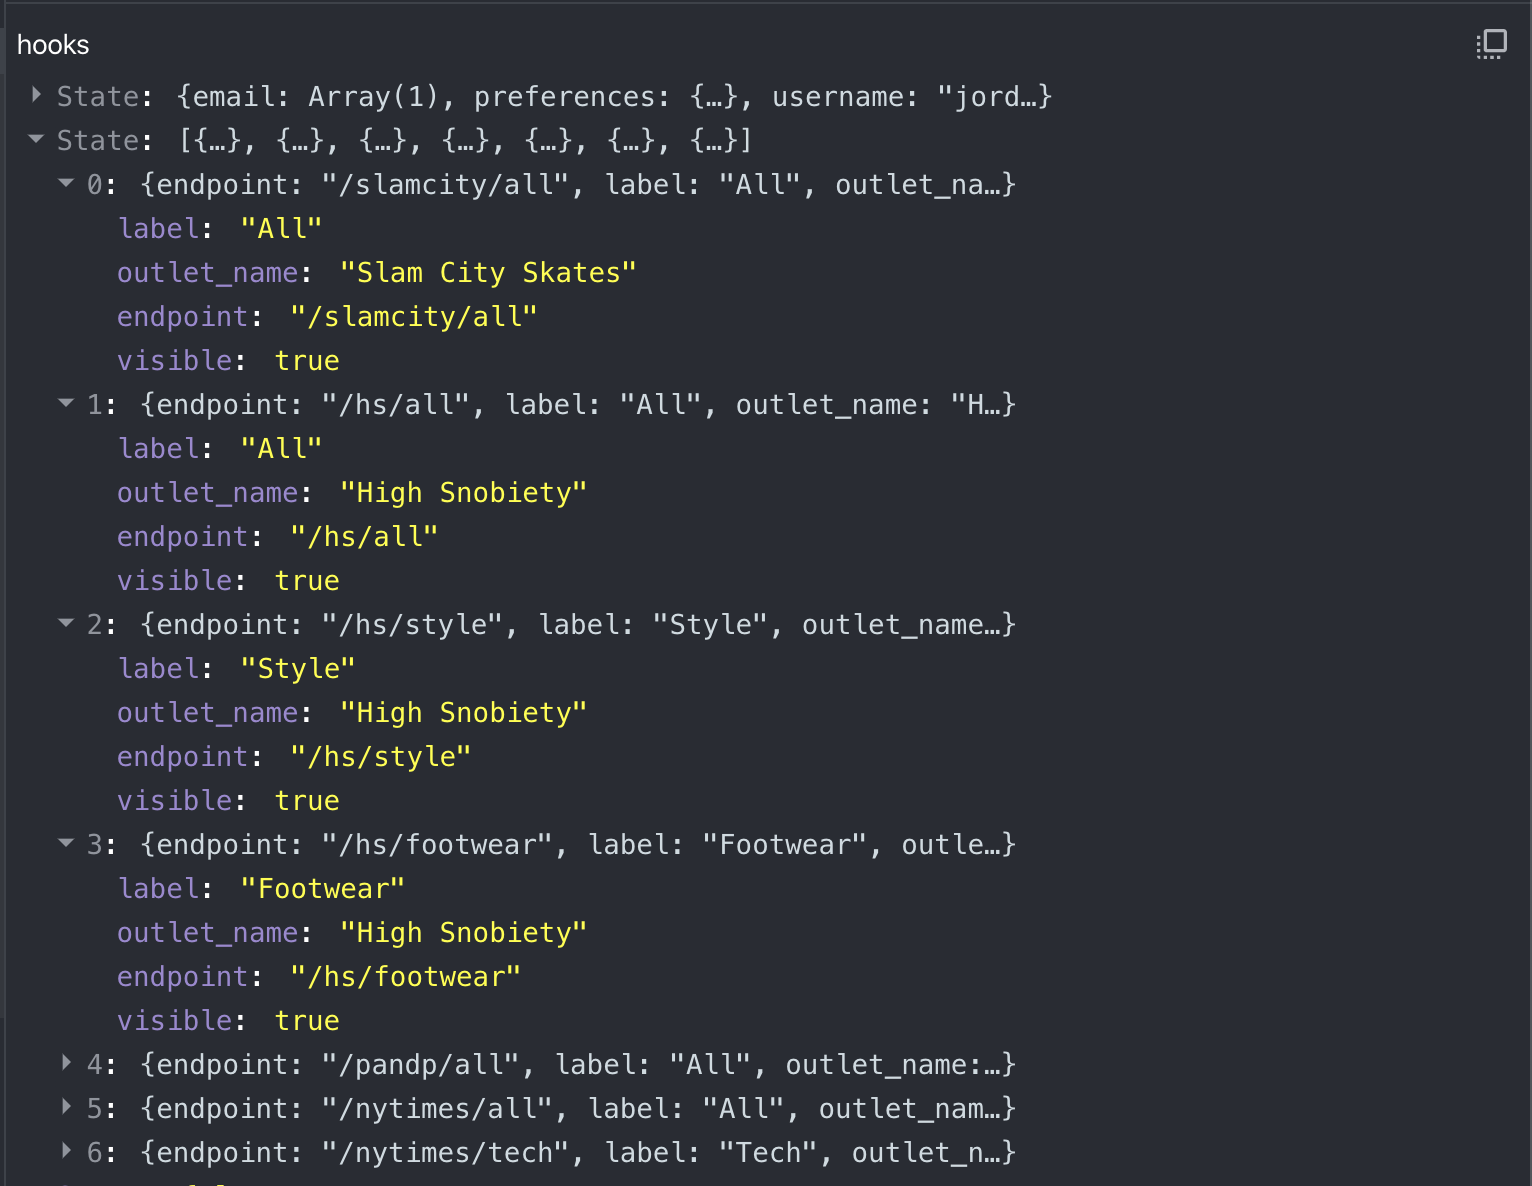 hooks
State: {email: Array(1), preferences: {…}, username: "jord…}
State: [{…}, {…}, {…}, {…}, {…}, {…}, {…}]
0: {endpoint: "/slamcity/all", label: "All", outlet_na…}
label: "All"
outlet_name: "Slam City Skates"
endpoint: "/slamcity/all"
visible: true
1: {endpoint: "/hs/all", label: "All", outlet_name: "H…}
label: "All"
outlet_name: "High Snobiety"
endpoint: "/hs/all"
visible: true
2: {endpoint: "/hs/style", label: "Style", outlet_name…}
label: "Style"
outlet_name: "High Snobiety"
endpoint: "/hs/style"
visible: true
3: {endpoint: "/hs/footwear", label: "Footwear", outle…}
label: "Footwear"
outlet_name: "High Snobiety"
endpoint: "/hs/footwear"
visible: true
4: {endpoint: "/pandp/all", label: "All", outlet_name:…}
5: {endpoint: "/nytimes/all", label: "All", outlet_nam…}
6: {endpoint: "/nytimes/tech", label: "Tech", outlet_n…}